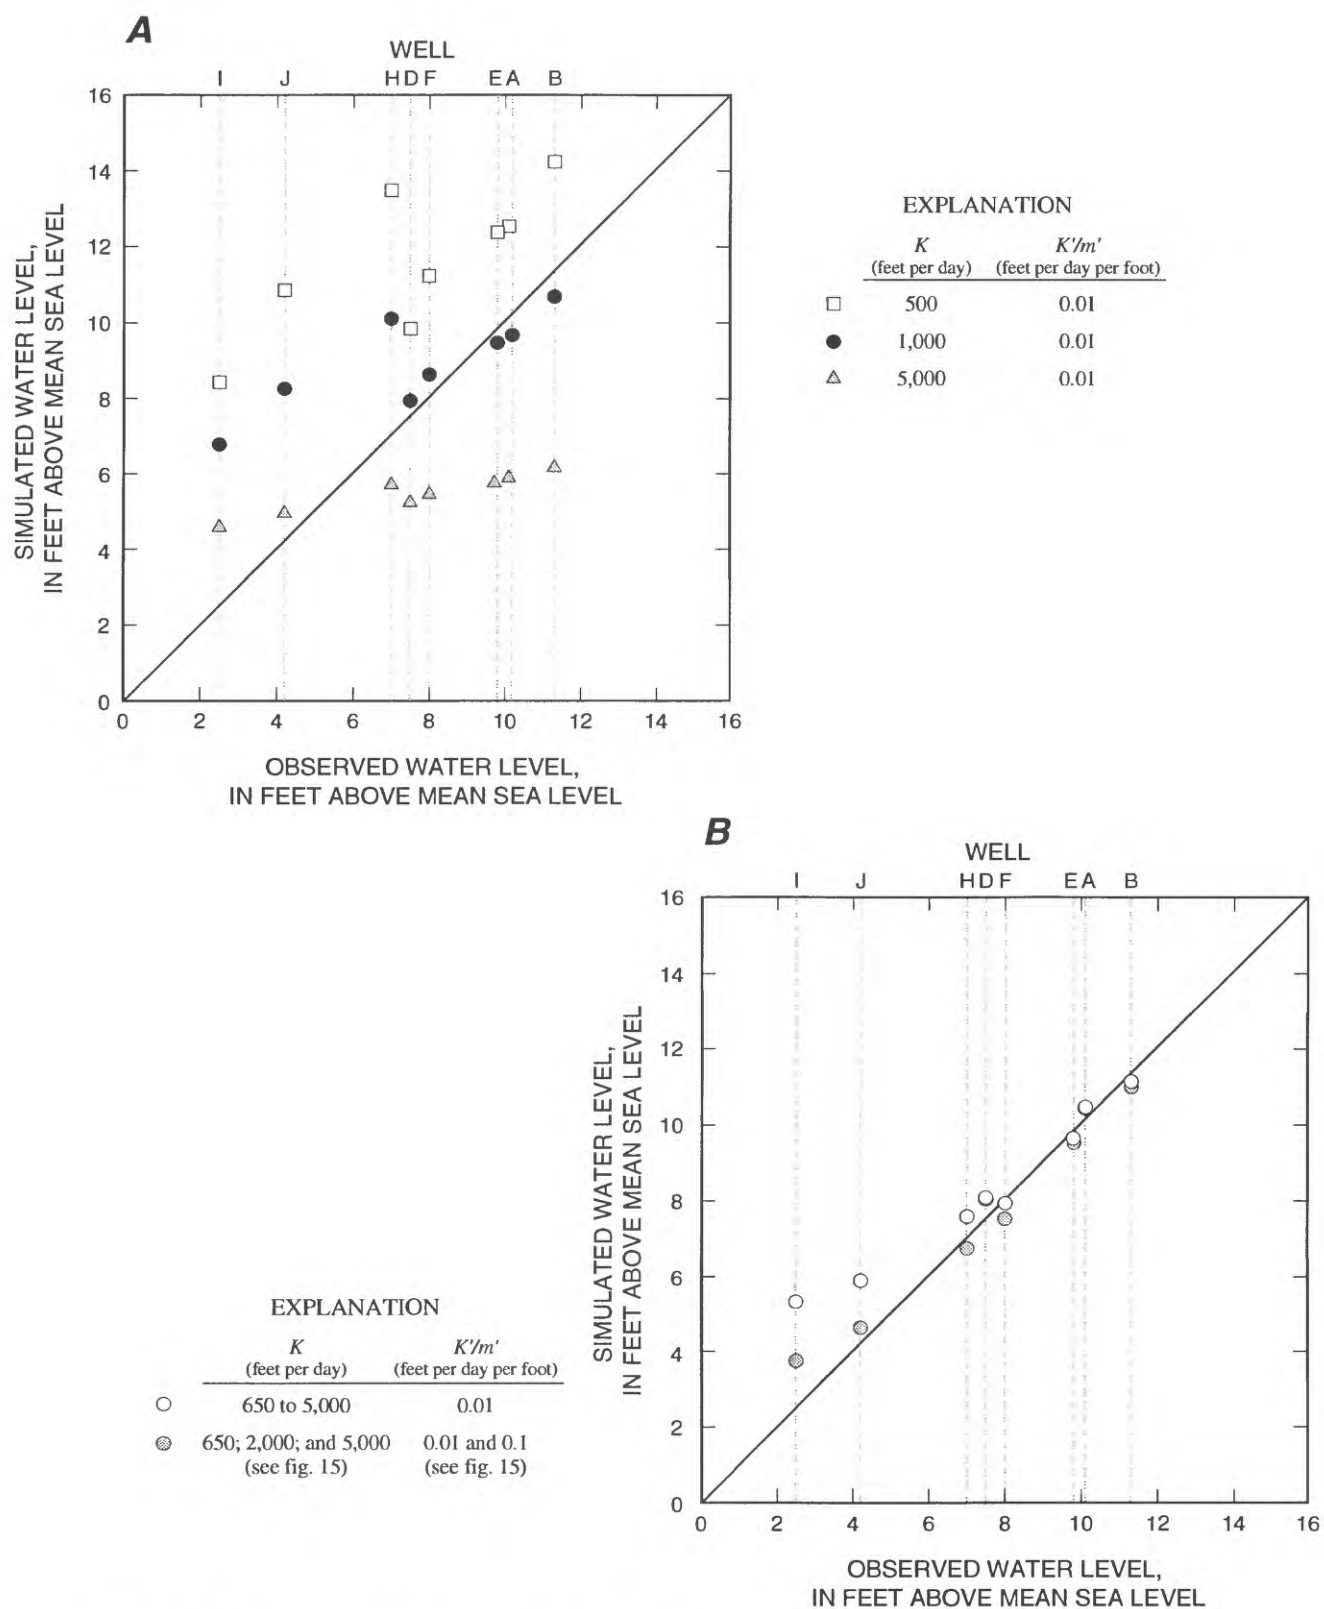 A
WELL
I J H D F E A B
16
14
12
10
8
6
4
2
0
0 2 4 6 8 10 12 14 16
SIMULATED WATER LEVEL,
IN FEET ABOVE MEAN SEA LEVEL
OBSERVED WATER LEVEL,
IN FEET ABOVE MEAN SEA LEVEL
EXPLANATION
K K'/m'
(feet per day) (feet per day per foot)
500 0.01
1,000 0.01
5,000 0.01
B
WELL
I J H D F E A B
16
14
12
10
8
6
4
2
0
0 2 4 6 8 10 12 14 16
SIMULATED WATER LEVEL,
IN FEET ABOVE MEAN SEA LEVEL
OBSERVED WATER LEVEL,
IN FEET ABOVE MEAN SEA LEVEL
EXPLANATION
K K'/m'
(feet per day) (feet per day per foot)
650 to 5,000 0.01
650; 2,000; and 5,000 0.01 and 0.1
(see fig. 15) (see fig. 15)